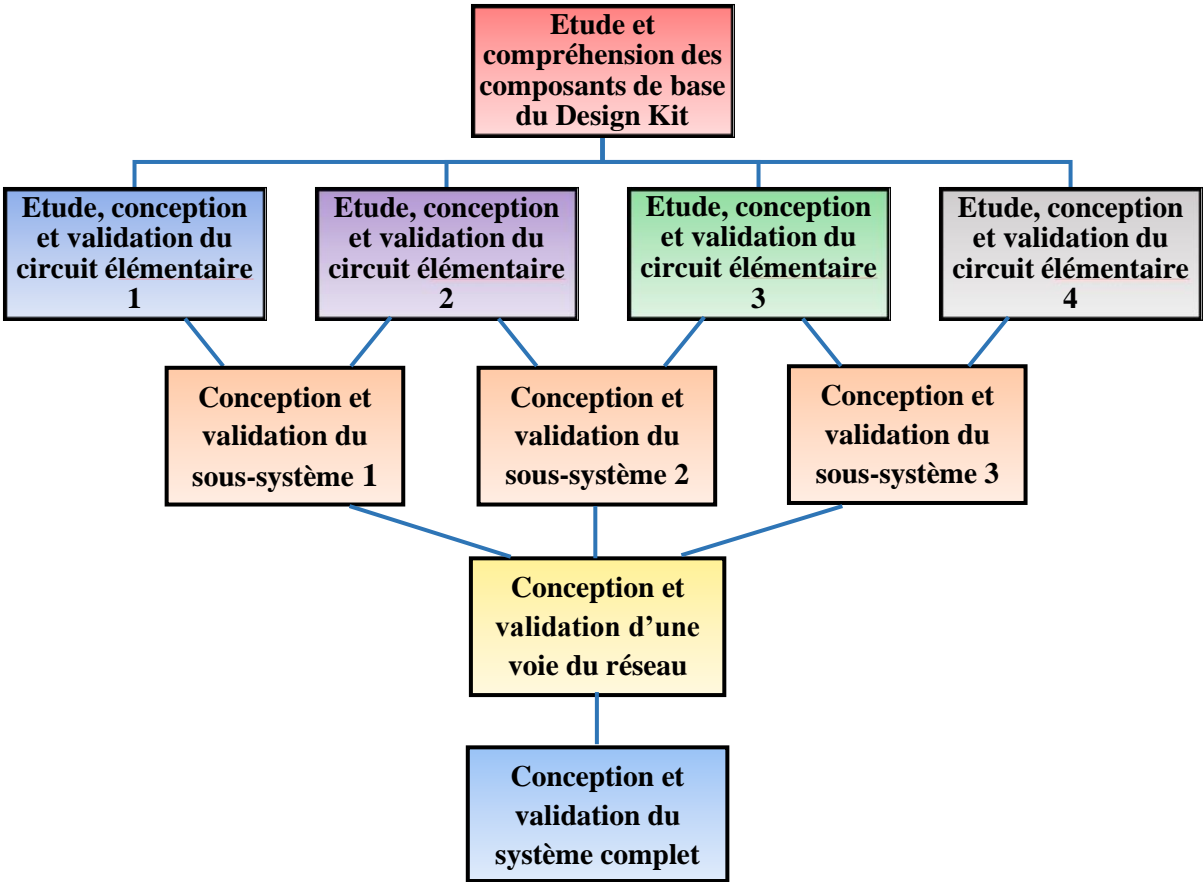 Etude et
compréhension des
composants de base
du Design Kit
Etude, conception
et validation du
circuit élémentaire
1
Etude, conception
et validation du
circuit élémentaire
2
Etude, conception
et validation du
circuit élémentaire
3
Etude, conception
et validation du
circuit élémentaire
4
Conception et
validation du
sous-système 1
Conception et
validation du
sous-système 2
Conception et
validation du
sous-système 3
Conception et
validation d’une
voie du réseau
Conception et
validation du
système complet